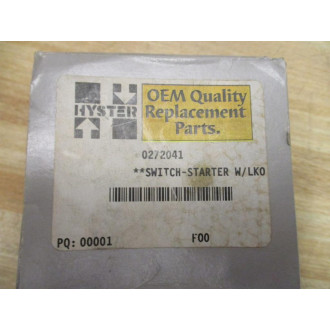 HYSTER
OEM Quality
Replacement
Parts.
02/2041
**SWITCH-STARTER W/LKO
PQ: 00001 F00